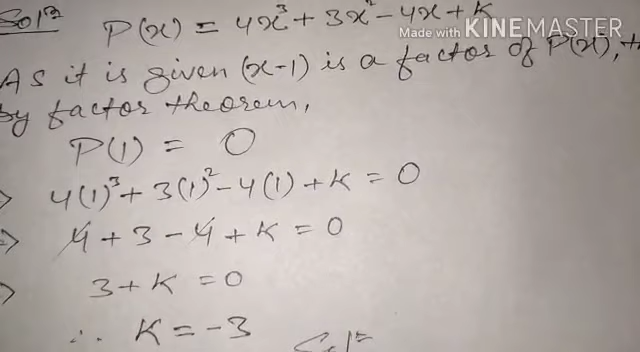 Solⁿ P(x) = 4x³ + 3x² - 4x + K
Made with KINEMASTER
As it is given (x-1) is a factor of P(x),
by factor theorem,
P(1) = 0
4(1)³ + 3(1)² - 4(1) + K = 0
⇒ 4 + 3 - 4 + K = 0
3 + K = 0
∴ K = -3